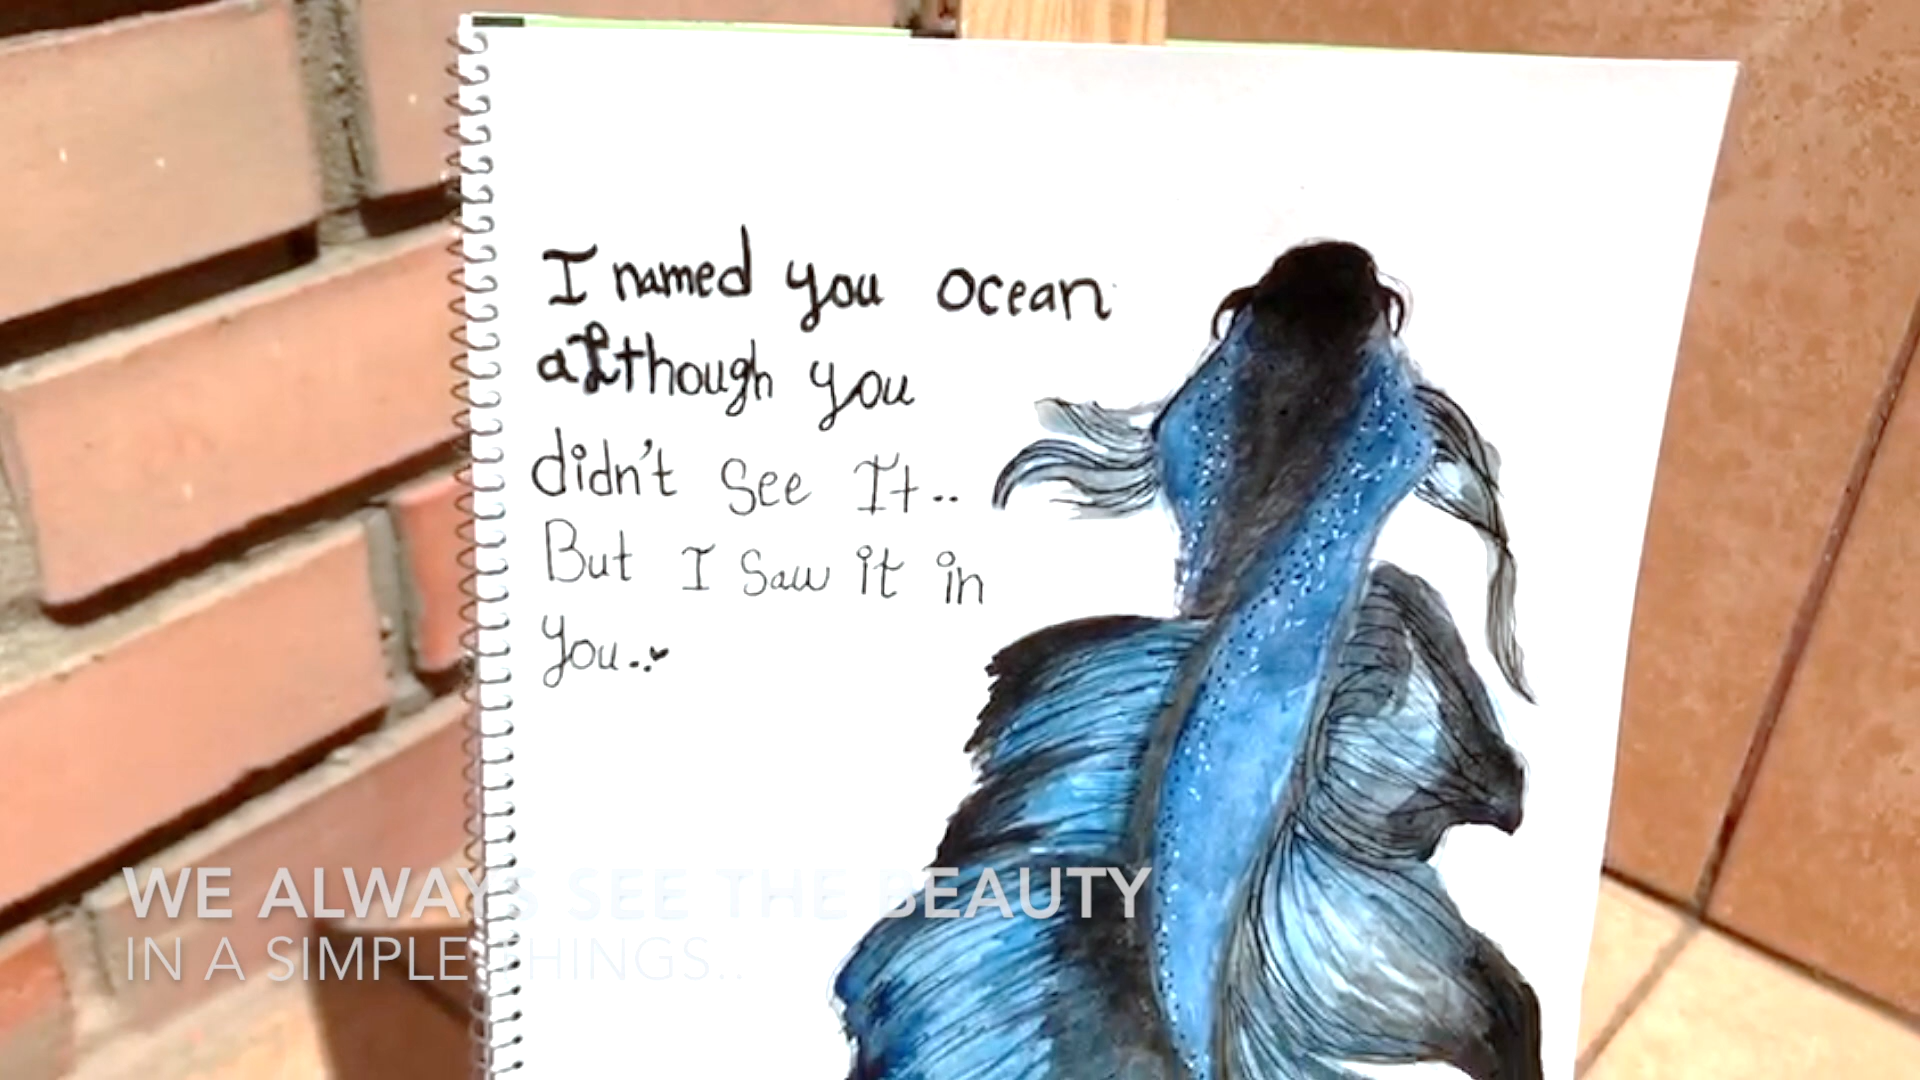 I named you ocean
although you
didn't see It..
But I saw it in
you..
WE ALWAYS SEE THE BEAUTY
IN A SIMPLE THINGS..